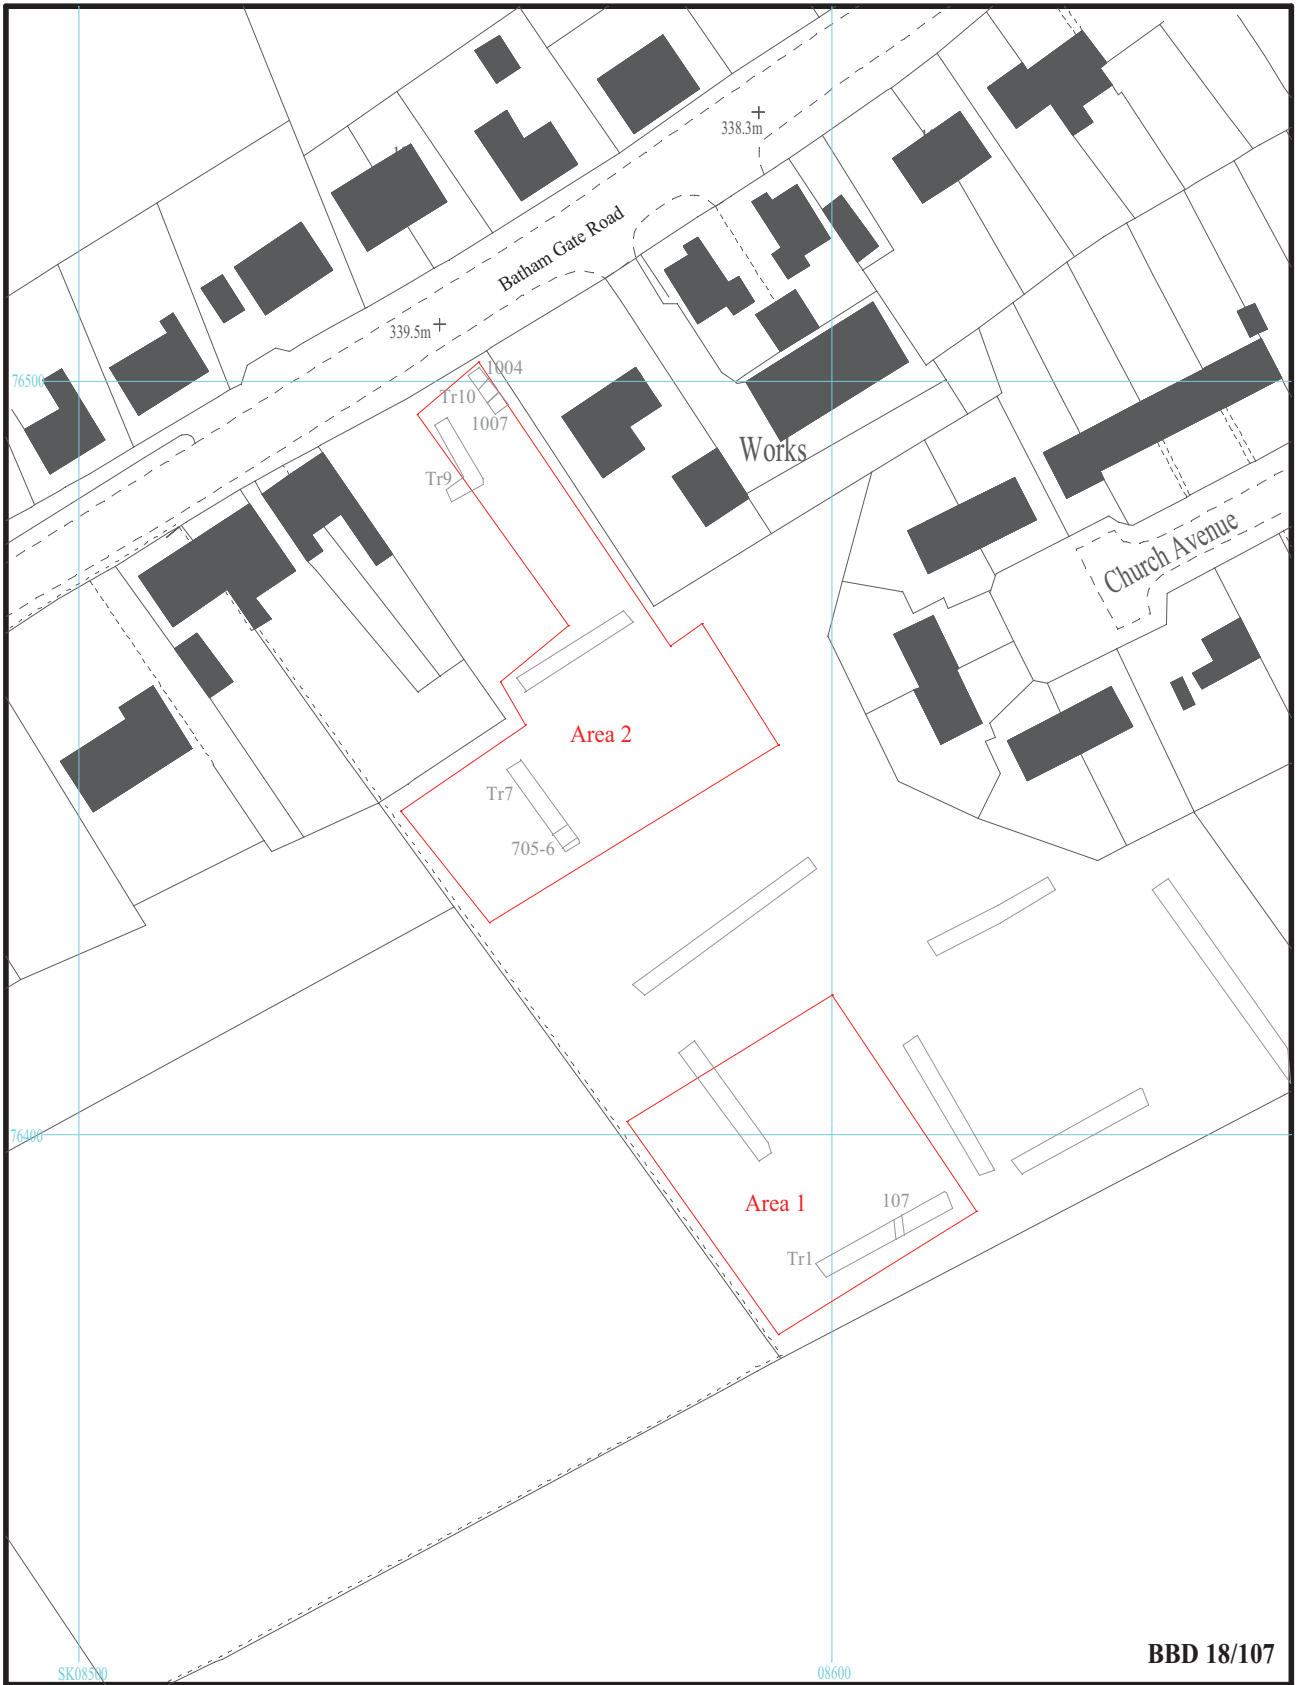 338.3m
Batham Gate Road
339.5m
76500
1004
Tr10
1007
Works
Tr9
Church Avenue
Area 2
Tr7
705-6
76400
107
Area 1
Tr1
BBD 18/107
SK08500
08600